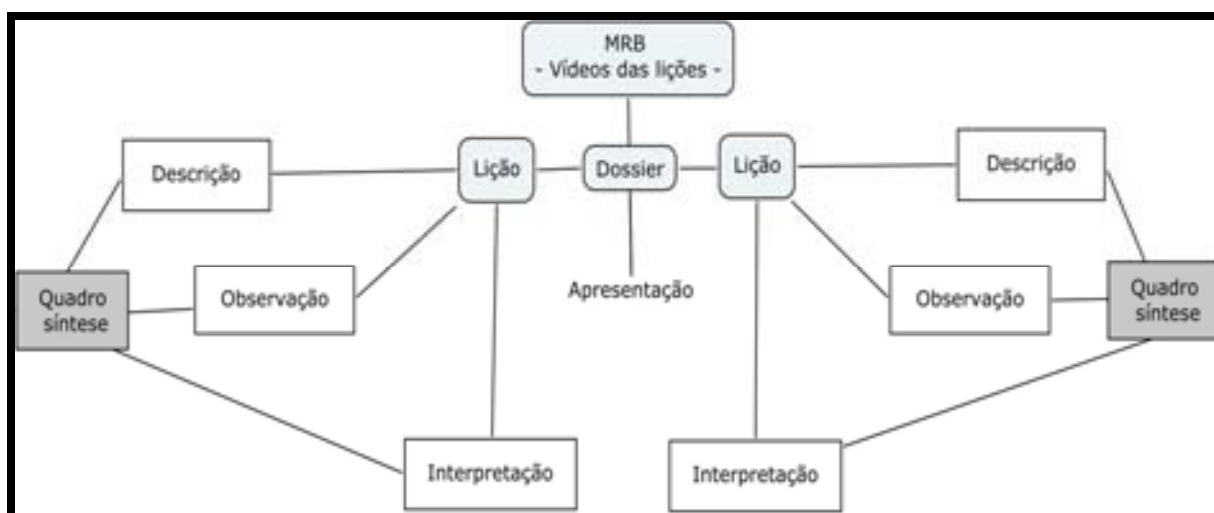 MRB
- Vídeos das lições -
Descrição
Lição
Dossier
Lição
Descrição
Quadro
síntese
Observação
Apresentação
Observação
Quadro
síntese
Interpretação
Interpretação